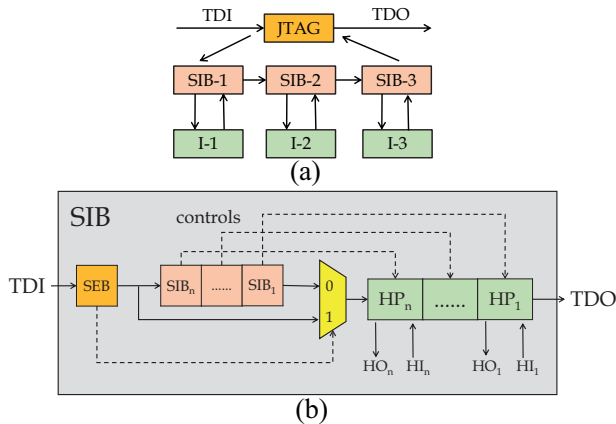 TDI TDO
JTAG
SIB-1 SIB-2 SIB-3
I-1 I-2 I-3
(a)
SIB controls
TDI SEB SIBn ...... SIB1 0 1 HPn ...... HP1 TDO
HOn HIn HO1 HI1
(b)